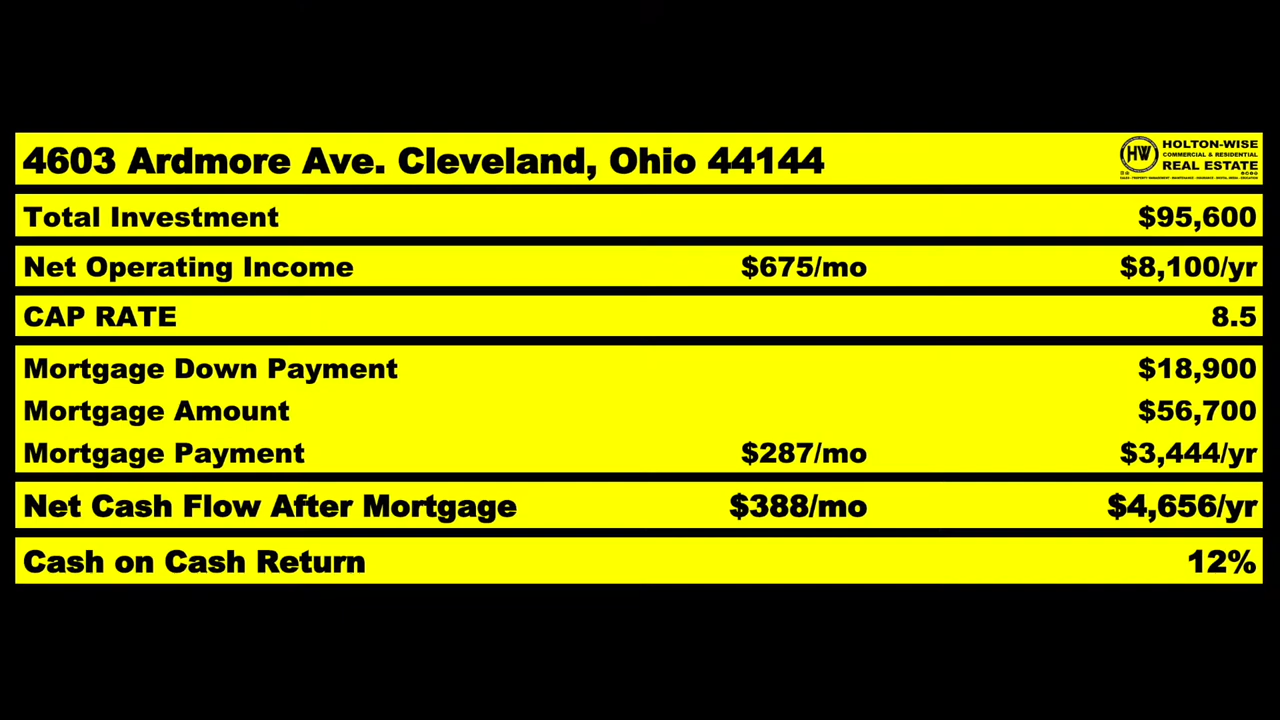 4603 Ardmore Ave. Cleveland, Ohio 44144
HW
HOLTON-WISE
COMMERCIAL & RESIDENTIAL
REAL ESTATE
Total Investment $95,600
Net Operating Income $675/mo $8,100/yr
CAP RATE 8.5
Mortgage Down Payment $18,900
Mortgage Amount $56,700
Mortgage Payment $287/mo $3,444/yr
Net Cash Flow After Mortgage $388/mo $4,656/yr
Cash on Cash Return 12%